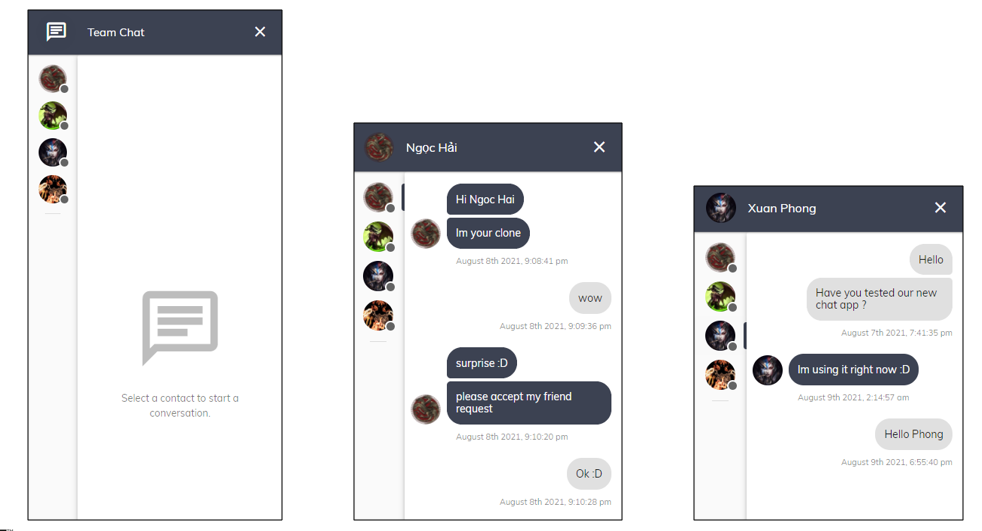 Team Chat
Select a contact to start a
conversation.
Ngọc Hải
Hi Ngoc Hai
Im your clone
August 8th 2021, 9:08:41 pm
wow
August 8th 2021, 9:09:36 pm
surprise :D
please accept my friend
request
August 8th 2021, 9:10:20 pm
Ok :D
August 8th 2021, 9:10:28 pm
Xuan Phong
Hello
Have you tested our new
chat app ?
August 7th 2021, 7:41:35 pm
Im using it right now :D
August 9th 2021, 2:14:57 am
Hello Phong
August 9th 2021, 6:55:40 pm